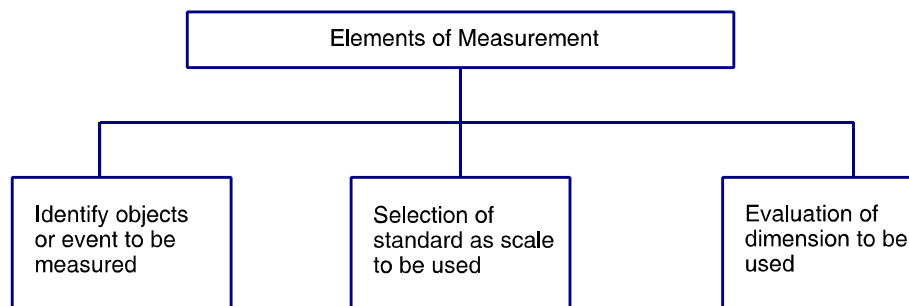 Elements of Measurement
Identify objects
or event to be
measured
Selection of
standard as scale
to be used
Evaluation of
dimension to be
used